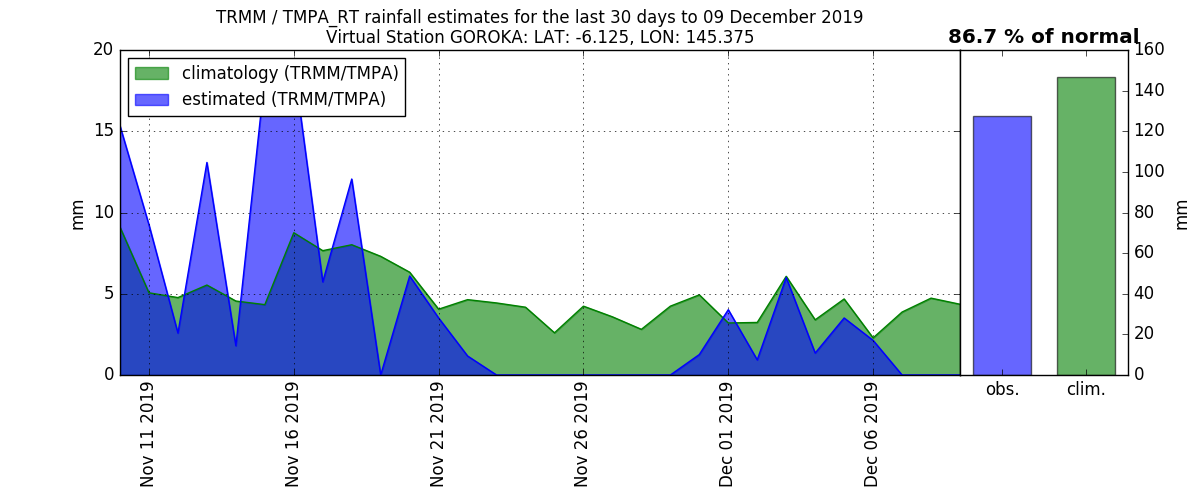 TRMM / TMPA_RT rainfall estimates for the last 30 days to 09 December 2019
Virtual Station GOROKA: LAT: -6.125, LON: 145.375
86.7 % of normal
climatology (TRMM/TMPA)
estimated (TRMM/TMPA)
20
15
10
5
0
mm
160
140
120
100
80
60
40
20
0
mm
Nov 11 2019
Nov 16 2019
Nov 21 2019
Nov 26 2019
Dec 01 2019
Dec 06 2019
obs.
clim.